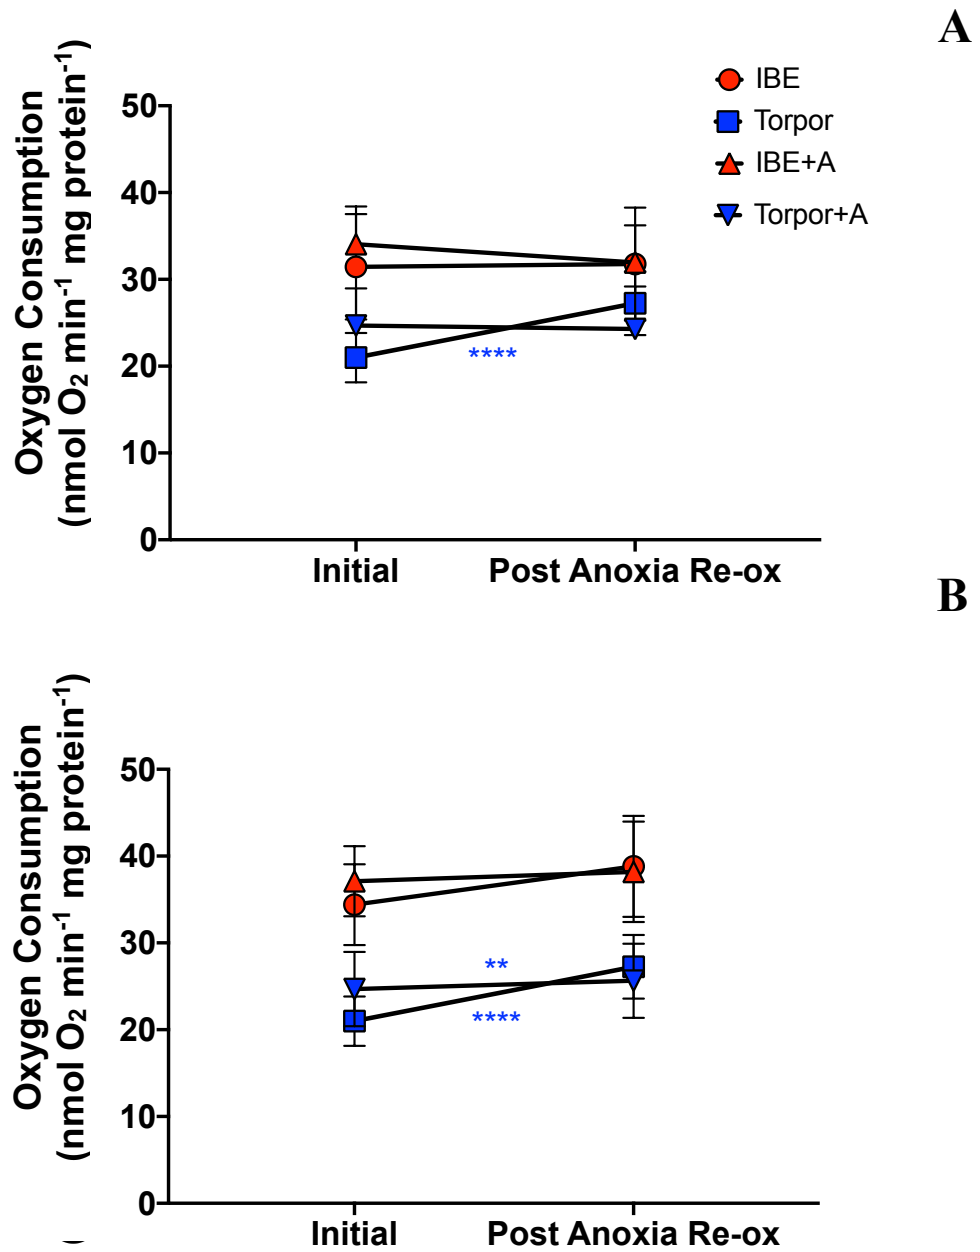 A
IBE
Torpor
IBE+A
Torpor+A
Oxygen Consumption
(nmol O₂ min⁻¹ mg protein⁻¹)
50
40
30
20
10
0
****
Initial
Post Anoxia Re-ox
B
Oxygen Consumption
(nmol O₂ min⁻¹ mg protein⁻¹)
50
40
30
20
10
0
**
****
Initial
Post Anoxia Re-ox